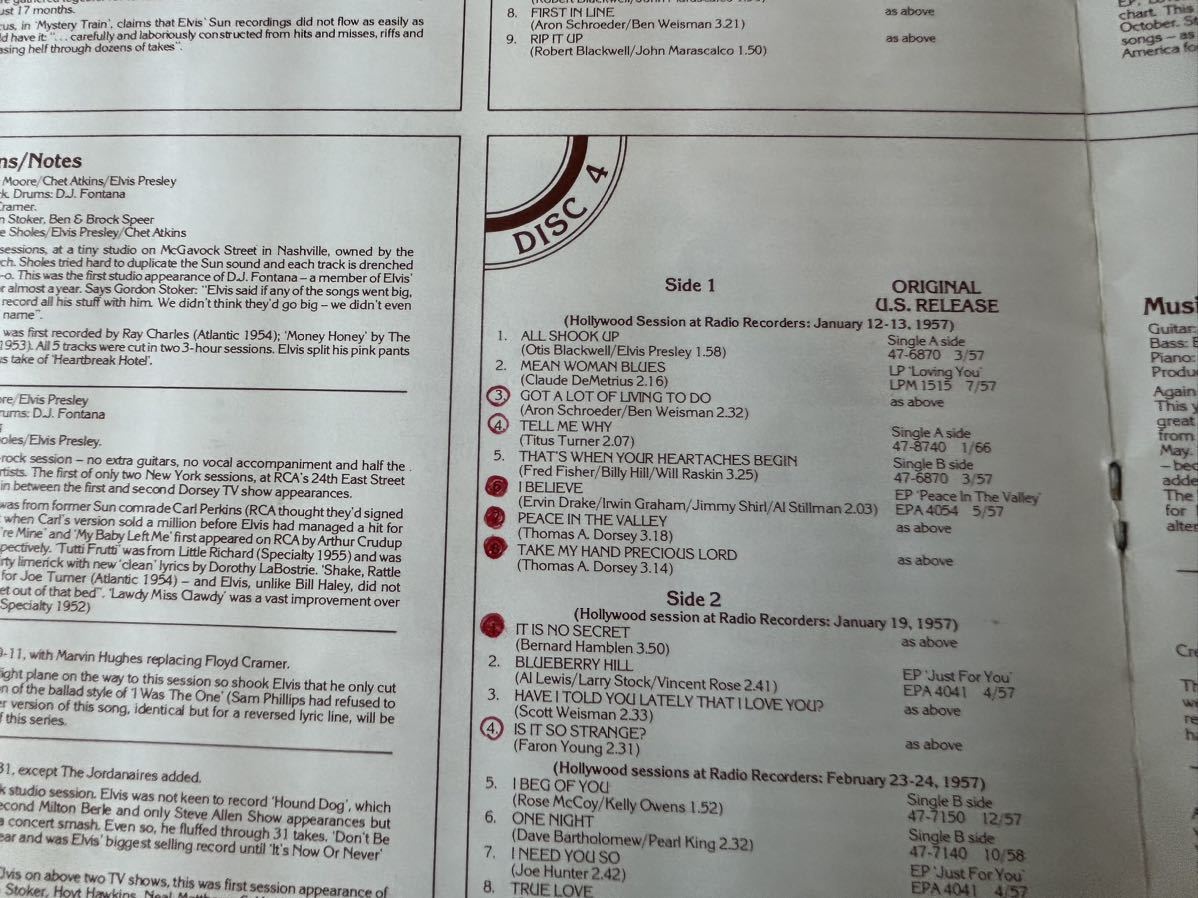 ust 17 months.
in 'Mystery Train', claims that Elvis' Sun recordings did not flow as easily as
have it: "... carefully and laboriously constructed from hits and misses, riffs and
hell through dozens of takes".
ns/Notes
Moore/Chet Atkins/Elvis Presley
Drums: D.J. Fontana
Cramer.
Stoker, Ben & Brock Speer
Sholes/Elvis Presley/Chet Atkins
sessions, at a tiny studio on McGavock Street in Nashville, owned by the
Sholes tried hard to duplicate the Sun sound and each track is drenched
This was the first studio appearance of D.J. Fontana – a member of Elvis'
almost a year. Says Gordon Stoker: "Elvis said if any of the songs went big,
record all his stuff with him. We didn't think they'd go big – we didn't even
name".
was first recorded by Ray Charles (Atlantic 1954); 'Money Honey' by The
1953). All 5 tracks were cut in two 3-hour sessions. Elvis split his pink pants
take of 'Heartbreak Hotel'.
ore/Elvis Presley
rums: D.J. Fontana
oles/Elvis Presley.
-rock session – no extra guitars, no vocal accompaniment and half the
rtists. The first of only two New York sessions, at RCA's 24th East Street
in between the first and second Dorsey TV show appearances.
was from former Sun comrade Carl Perkins (RCA thought they'd signed
when Carl's version sold a million before Elvis had managed a hit for
're Mine' and 'My Baby Left Me' first appeared on RCA by Arthur Crudup
pectively. 'Tutti Frutti' was from Little Richard (Specialty 1955) and was
rty limerick with new 'clean' lyrics by Dorothy LaBostrie. 'Shake, Rattle
for Joe Turner (Atlantic 1954) – and Elvis, unlike Bill Haley, did not
et out of that bed". 'Lawdy Miss Clawdy' was a vast improvement over
Specialty 1952)
-11, with Marvin Hughes replacing Floyd Cramer.
ight plane on the way to this session so shook Elvis that he only cut
n of the ballad style of 'I Was The One' (Sam Phillips had refused to
er version of this song, identical but for a reversed lyric line, will be
f this series.
31, except The Jordanaires added.
k studio session. Elvis was not keen to record 'Hound Dog', which
econd Milton Berle and only Steve Allen Show appearances but
a concert smash. Even so, he fluffed through 31 takes. 'Don't Be
ear and was Elvis' biggest selling record until 'It's Now Or Never'
lvis on above two TV shows, this was first session appearance of
Stoker, Hoyt Hawkins, Neal
8. FIRST IN LINE as above
(Aron Schroeder/Ben Weisman 3.21)
9. RIP IT UP as above
(Robert Blackwell/John Marascalco 1.50)
DISC 4
Side 1 ORIGINAL
U.S. RELEASE
(Hollywood Session at Radio Recorders: January 12-13, 1957)
1. ALL SHOOK UP Single A side
(Otis Blackwell/Elvis Presley 1.58) 47-6870 3/57
2. MEAN WOMAN BLUES LP 'Loving You'
(Claude DeMetrius 2.16) LPM 1515 7/57
3. GOT A LOT OF LIVING TO DO as above
(Aron Schroeder/Ben Weisman 2.32)
4. TELL ME WHY Single A side
(Titus Turner 2.07) 47-8740 1/66
5. THAT'S WHEN YOUR HEARTACHES BEGIN Single B side
(Fred Fisher/Billy Hill/Will Raskin 3.25) 47-6870 3/57
6. I BELIEVE EP 'Peace In The Valley'
(Ervin Drake/Irwin Graham/Jimmy Shirl/Al Stillman 2.03) EPA 4054 5/57
7. PEACE IN THE VALLEY as above
(Thomas A. Dorsey 3.18)
8. TAKE MY HAND PRECIOUS LORD as above
(Thomas A. Dorsey 3.14)
Side 2
(Hollywood session at Radio Recorders: January 19, 1957)
IT IS NO SECRET as above
(Bernard Hamblen 3.50)
2. BLUEBERRY HILL EP 'Just For You'
(Al Lewis/Larry Stock/Vincent Rose 2.41) EPA 4041 4/57
3. HAVE I TOLD YOU LATELY THAT I LOVE YOU? as above
(Scott Weisman 2.33)
4. IS IT SO STRANGE? as above
(Faron Young 2.31)
(Hollywood sessions at Radio Recorders: February 23-24, 1957)
5. I BEG OF YOU Single B side
(Rose McCoy/Kelly Owens 1.52) 47-7150 12/57
6. ONE NIGHT Single B side
(Dave Bartholomew/Pearl King 2.32) 47-7140 10/58
7. I NEED YOU SO EP 'Just For You'
(Joe Hunter 2.42) EPA 4041 4/57
8. TRUE LOVE
chart. This
October. S
songs – as
America fo
Musi
Guitar:
Bass: B
Piano:
Produ
Again
This y
great
from
May.
– bec
adde
The
for
alter
Cre
Th